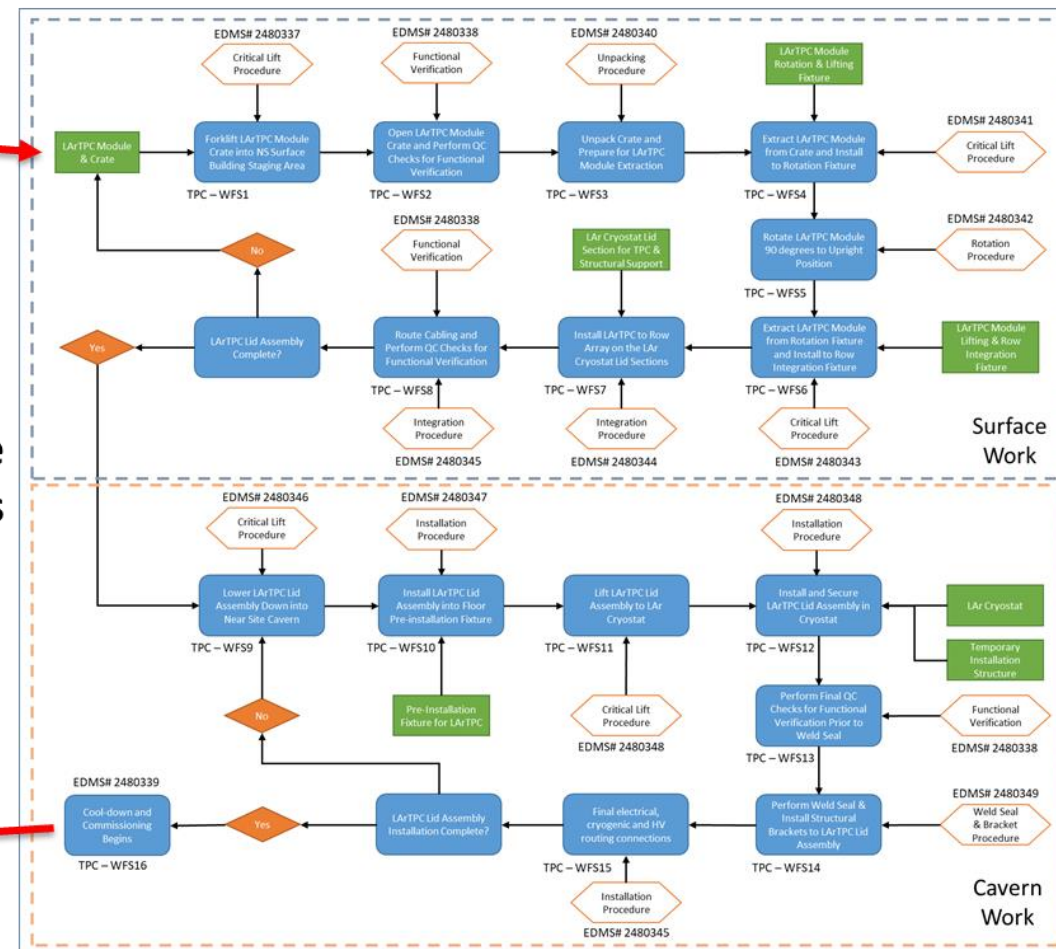 EDMS# 2480337
EDMS# 2480338
EDMS# 2480340
Critical Lift
Procedure
Functional
Verification
Unpacking
Procedure
LArTPC Module
Rotation & Lifting
Fixture
EDMS# 2480341
LArTPC Module
& Crate
Forklift LArTPC Module
Crate into NS Surface
Building Staging Area
Open LArTPC Module
Crate and Perform QC
Checks for Functional
Verification
Unpack Crate and
Prepare for LArTPC
Module Extraction
Extract LArTPC Module
from Crate and Install
to Rotation Fixture
Critical Lift
Procedure
TPC – WFS1
TPC – WFS2
TPC – WFS3
TPC – WFS4
EDMS# 2480338
EDMS# 2480342
No
Functional
Verification
LAr Cryostat Lid
Section for TPC &
Structural Support
Rotate LArTPC Module
90 degrees to Upright
Position
Rotation
Procedure
TPC – WFS5
Yes
LArTPC Lid Assembly
Complete?
Route Cabling and
Perform QC Checks for
Functional Verification
Install LArTPC to Row
Array on the LAr
Cryostat Lid Sections
Extract LArTPC Module
from Rotation Fixture
and Install to Row
Integration Fixture
LArTPC Module
Lifting & Row
Integration
Fixture
TPC – WFS8
TPC – WFS7
TPC – WFS6
Integration
Procedure
Integration
Procedure
Critical Lift
Procedure
EDMS# 2480345
EDMS# 2480344
EDMS# 2480343
Surface
Work
e
s
EDMS# 2480346
EDMS# 2480347
EDMS# 2480348
Critical Lift
Procedure
Installation
Procedure
Installation
Procedure
Lower LArTPC Lid
Assembly Down into
Near Site Cavern
Install LArTPC Lid
Assembly into Floor
Pre-installation Fixture
Lift LArTPC Lid
Assembly to LAr
Cryostat
Install and Secure
LArTPC Lid Assembly in
Cryostat
LAr Cryostat
TPC – WFS9
TPC – WFS10
TPC – WFS11
TPC – WFS12
Temporary
Installation
Structure
No
Pre-Installation
Fixture for LArTPC
Critical Lift
Procedure
EDMS# 2480348
Perform Final QC
Checks for Functional
Verification Prior to
Weld Seal
Functional
Verification
EDMS# 2480338
TPC – WFS13
EDMS# 2480339
EDMS# 2480349
Cool-down and
Commissioning
Begins
Yes
LArTPC Lid Assembly
Installation Complete?
Final electrical,
cryogenic and HV
routing connections
Perform Weld Seal &
Install Structural
Brackets to LArTPC Lid
Assembly
Weld Seal
& Bracket
Procedure
TPC – WFS16
TPC – WFS15
TPC – WFS14
Installation
Procedure
EDMS# 2480345
Cavern
Work